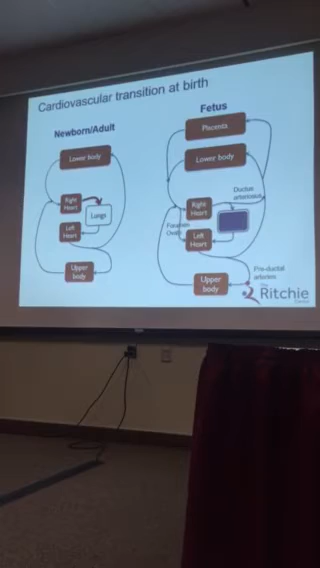 Cardiovascular transition at birth
Newborn/Adult
Lower body
Right
Heart
Lungs
Left
Heart
Upper
body
Fetus
Placenta
Lower body
Ductus
arteriosus
Right
Heart
Foramen
Ovale
Left
Heart
Upper
body
Pre-ductal
arteries
Ritchie